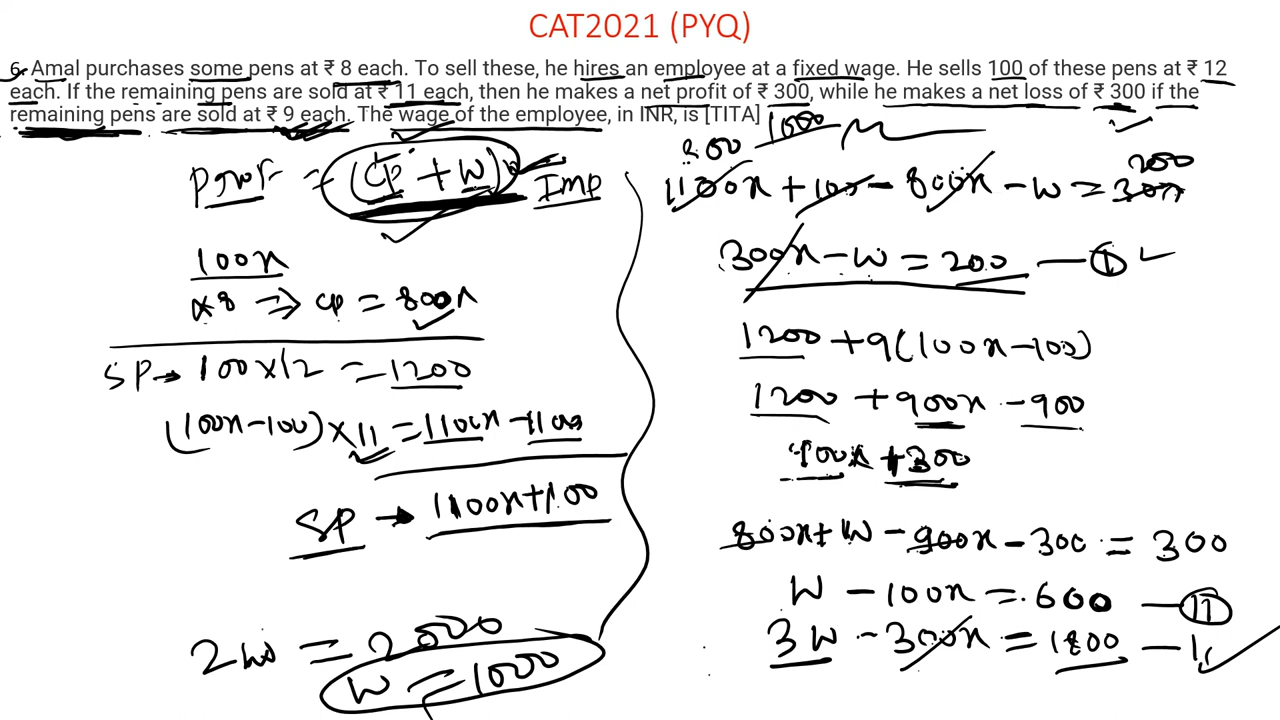 CAT2021 (PYQ)
6. Amal purchases some pens at ₹ 8 each. To sell these, he hires an employee at a fixed wage. He sells 100 of these pens at ₹ 12
each. If the remaining pens are sold at ₹ 11 each, then he makes a net profit of ₹ 300, while he makes a net loss of ₹ 300 if the
remaining pens are sold at ₹ 9 each. The wage of the employee, in INR, is [TITA]
= (CP + W) Imp
100x
x8 => CP = 800x
SP → 100x12 = 1200
(100x-100) x 11 = 1100x - 1100
SP → 1100x+100
2W = 2000
W = 1000
800 1000
1100x + 100 - 800x - W = 300
200
300x - W = 200 — I
1200 + 9(100x-100)
1200 + 900x - 900
900x + 300
800x + W - 900x - 300 = 300
W - 100x = 600 — II
3W - 300x = 1800